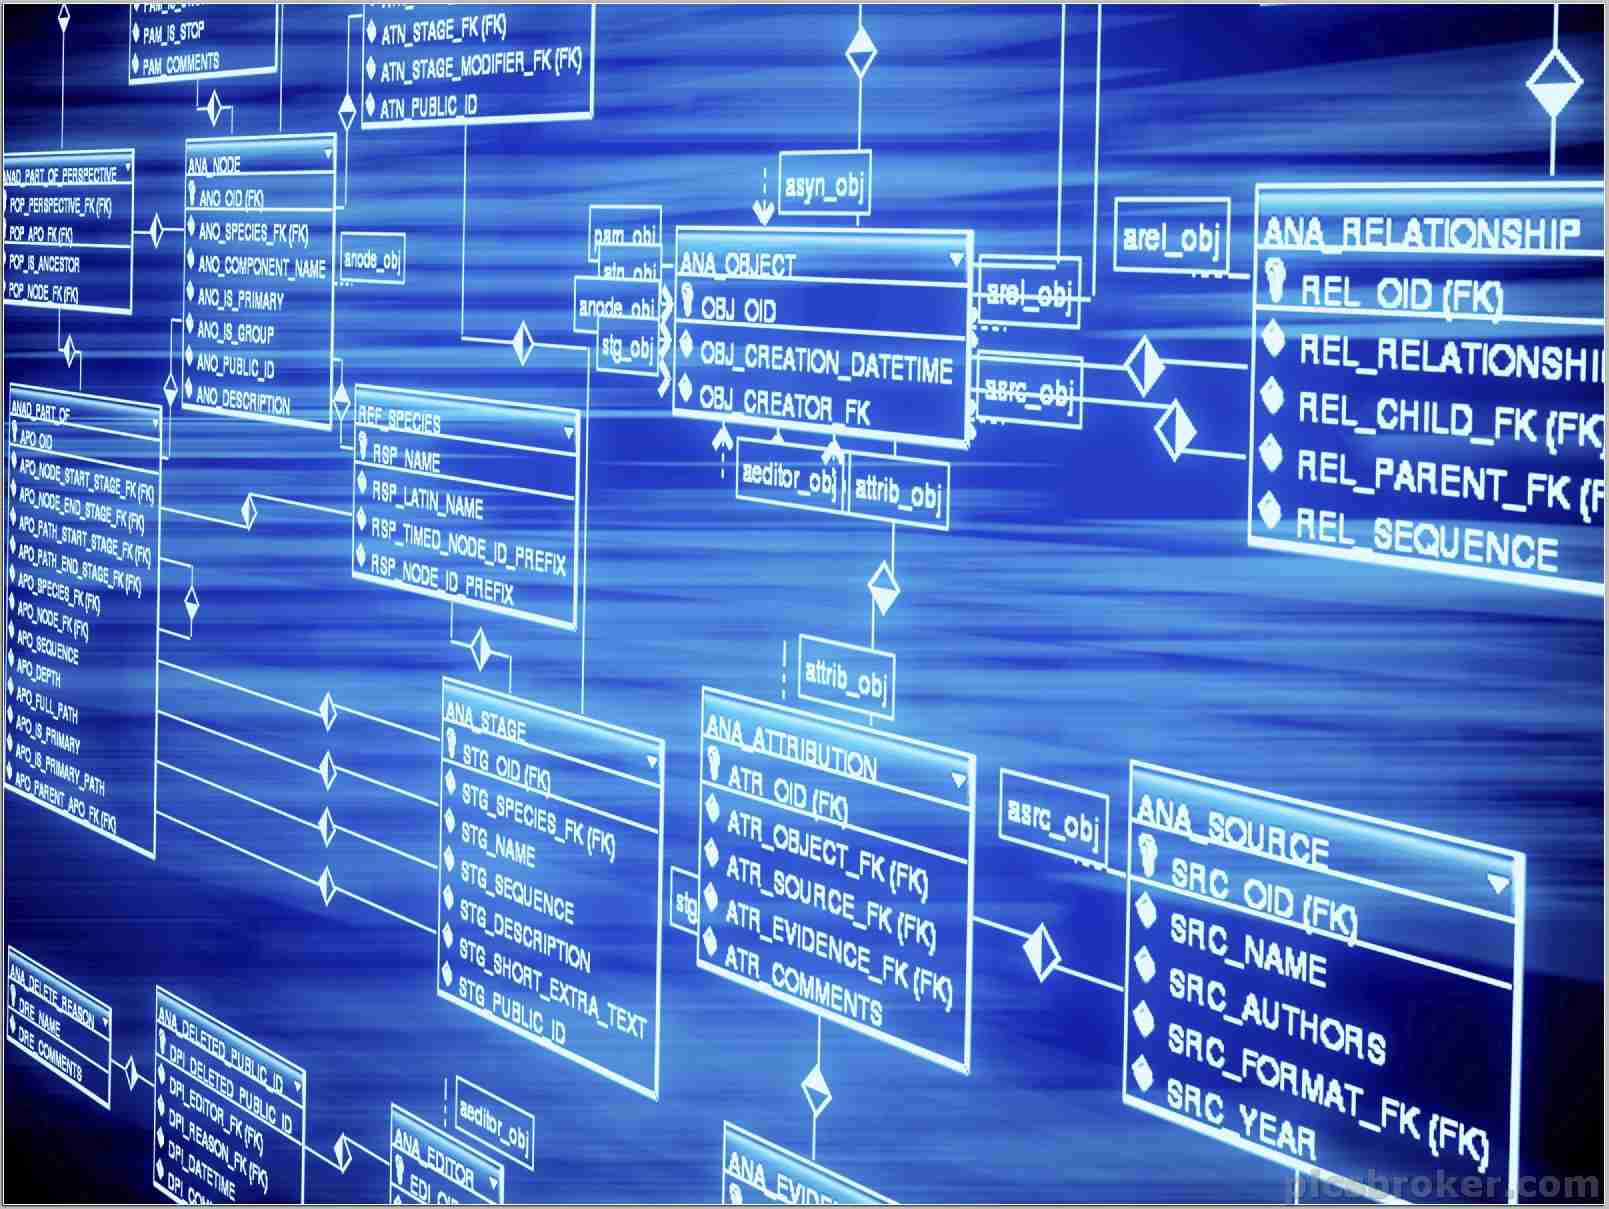 PAM_IS_STOP
PAM_COMMENTS
ATN_STAGE_FK (FK)
ATN_STAGE_MODIFIER_FK (FK)
ATN_PUBLIC_ID
ANAD_PART_OF_PERSPECTIVE
POP_PERSPECTIVE_FK (FK)
POP_APO_FK (FK)
POP_IS_ANCESTOR
POP_NODE_FK (FK)
ANA_NODE
ANO_OID (FK)
ANO_SPECIES_FK (FK)
ANO_COMPONENT_NAME
ANO_IS_PRIMARY
ANO_IS_GROUP
ANO_PUBLIC_ID
ANO_DESCRIPTION
anode_obj
asyn_obj
pam_obj
atn_obj
anode_obj
stg_obj
ANA_OBJECT
OBJ_OID
OBJ_CREATION_DATETIME
OBJ_CREATOR_FK
arel_obj
asrc_obj
aeditor_obj
attrib_obj
arel_obj
ANA_RELATIONSHIP
REL_OID (FK)
REL_RELATIONSHI
REL_CHILD_FK (FK)
REL_PARENT_FK (F
REL_SEQUENCE
ANAD_PART_OF
APO_OID
APO_NODE_START_STAGE_FK (FK)
APO_NODE_END_STAGE_FK (FK)
APO_PATH_START_STAGE_FK (FK)
APO_PATH_END_STAGE_FK (FK)
APO_SPECIES_FK (FK)
APO_NODE_FK (FK)
APO_SEQUENCE
APO_DEPTH
APO_FULL_PATH
APO_IS_PRIMARY
APO_IS_PRIMARY_PATH
APO_PARENT_APO_FK (FK)
REF_SPECIES
RSP_NAME
RSP_LATIN_NAME
RSP_TIMED_NODE_ID_PREFIX
RSP_NODE_ID_PREFIX
ANA_STAGE
STG_OID (FK)
STG_SPECIES_FK (FK)
STG_NAME
STG_SEQUENCE
STG_DESCRIPTION
STG_SHORT_EXTRA_TEXT
STG_PUBLIC_ID
attrib_obj
stg
ANA_ATTRIBUTION
ATR_OID (FK)
ATR_OBJECT_FK (FK)
ATR_SOURCE_FK (FK)
ATR_EVIDENCE_FK (FK)
ATR_COMMENTS
asrc_obj
ANA_SOURCE
SRC_OID (FK)
SRC_NAME
SRC_AUTHORS
SRC_FORMAT_FK (FK)
SRC_YEAR
ANA_DELETE_REASON
DRE_NAME
DRE_COMMENTS
ANA_DELETED_PUBLIC_ID
DPI_DELETED_PUBLIC_ID
DPI_EDITOR_FK (FK)
DPI_REASON_FK (FK)
DPI_DATETIME
DPI_COM
aeditor_obj
ANA_EDITOR
EDI_OID
ANA_EVIDEN
picsbroker.com